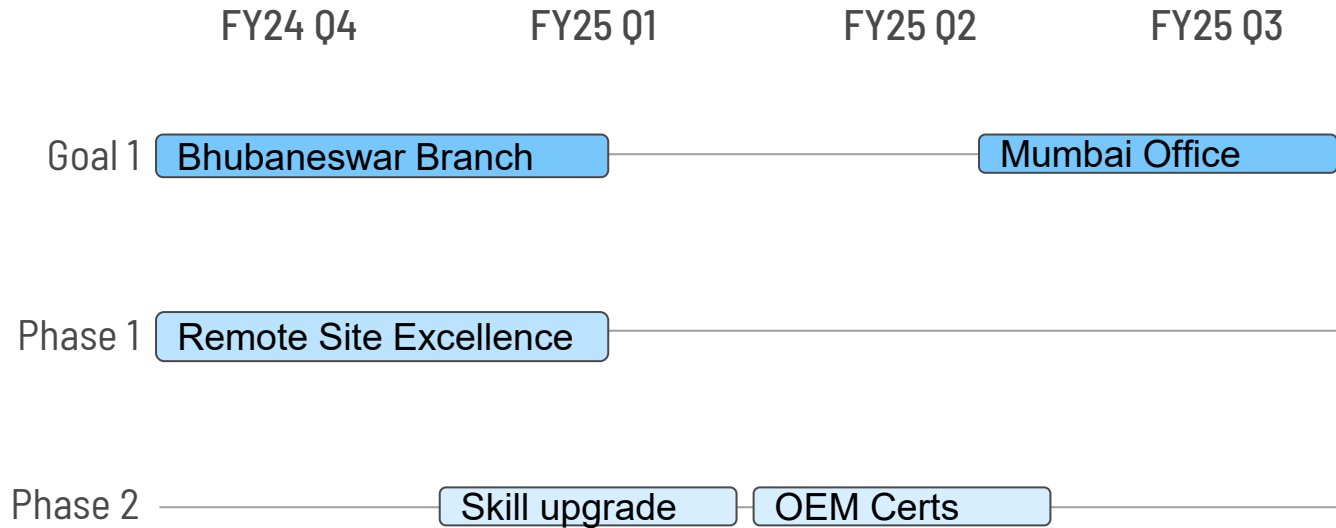 FY24 Q4 FY25 Q1 FY25 Q2 FY25 Q3
Goal 1 Bhubaneswar Branch Mumbai Office
Phase 1 Remote Site Excellence
Phase 2 Skill upgrade OEM Certs